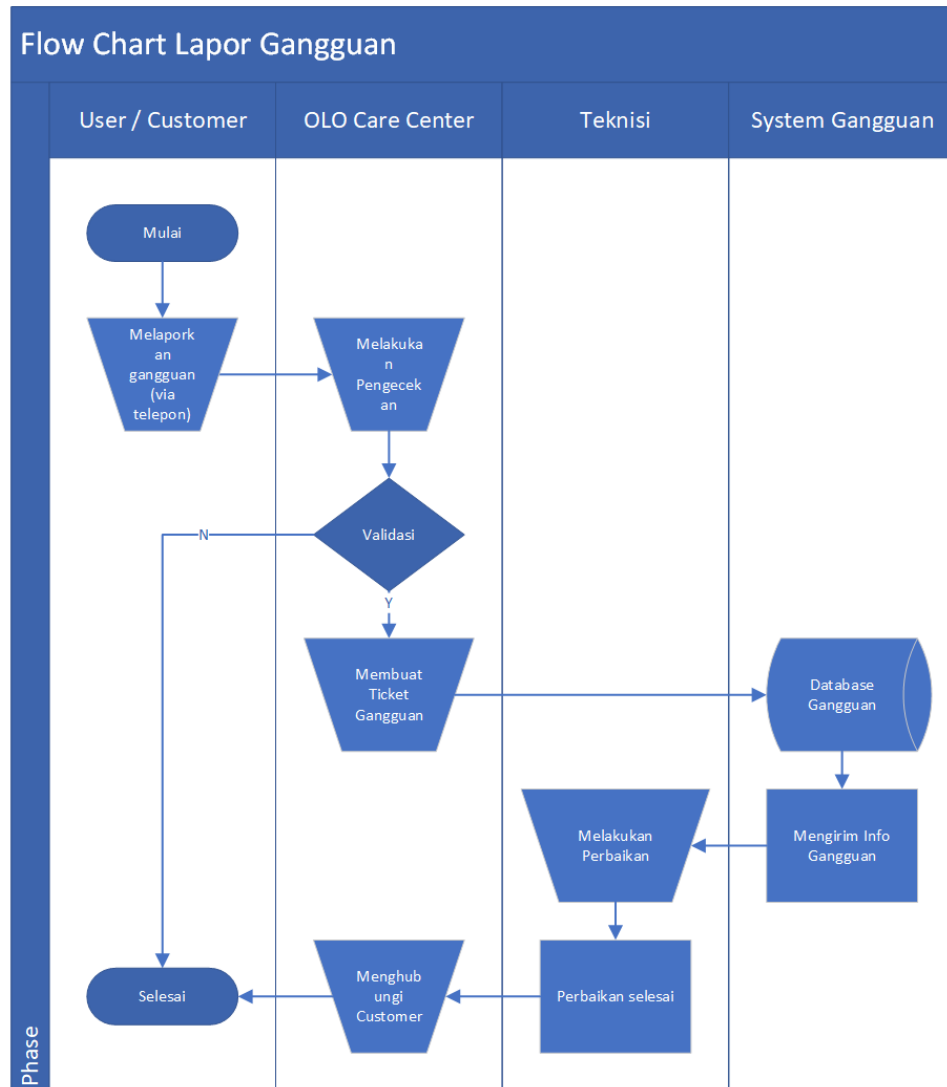 Flow Chart Lapor Gangguan
User / Customer
OLO Care Center
Teknisi
System Gangguan
Mulai
Melapork
an
gangguan
(via
telepon)
Melakuka
n
Pengecek
an
Validasi
N
Y
Membuat
Ticket
Gangguan
Database
Gangguan
Mengirim Info
Gangguan
Melakukan
Perbaikan
Perbaikan selesai
Menghub
ungi
Customer
Selesai
Phase